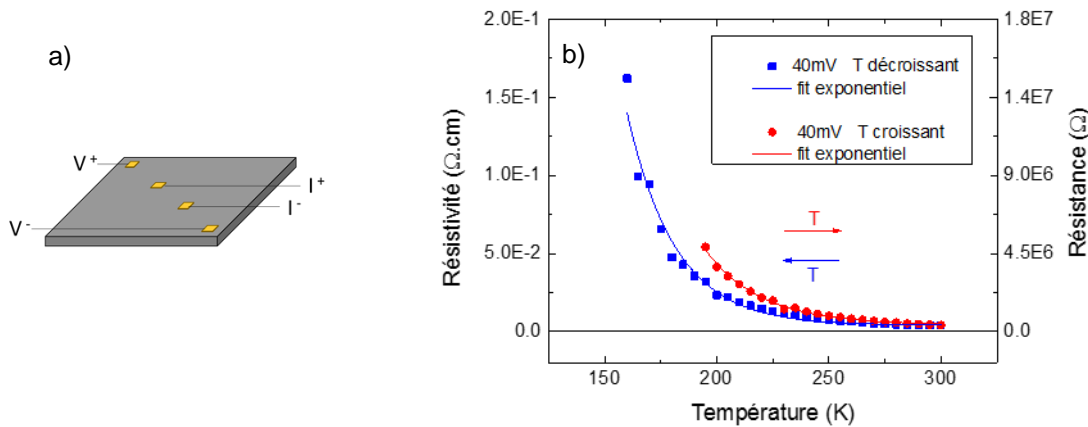 a)
V+
I+
I-
V-
b)
2.0E-1
1.5E-1
1.0E-1
5.0E-2
0.0
Résistivité (Ω.cm)
40mV T décroissant
fit exponentiel
40mV T croissant
fit exponentiel
T
T
1.8E7
1.4E7
9.0E6
4.5E6
0.0
Résistance (Ω)
150 200 250 300
Température (K)